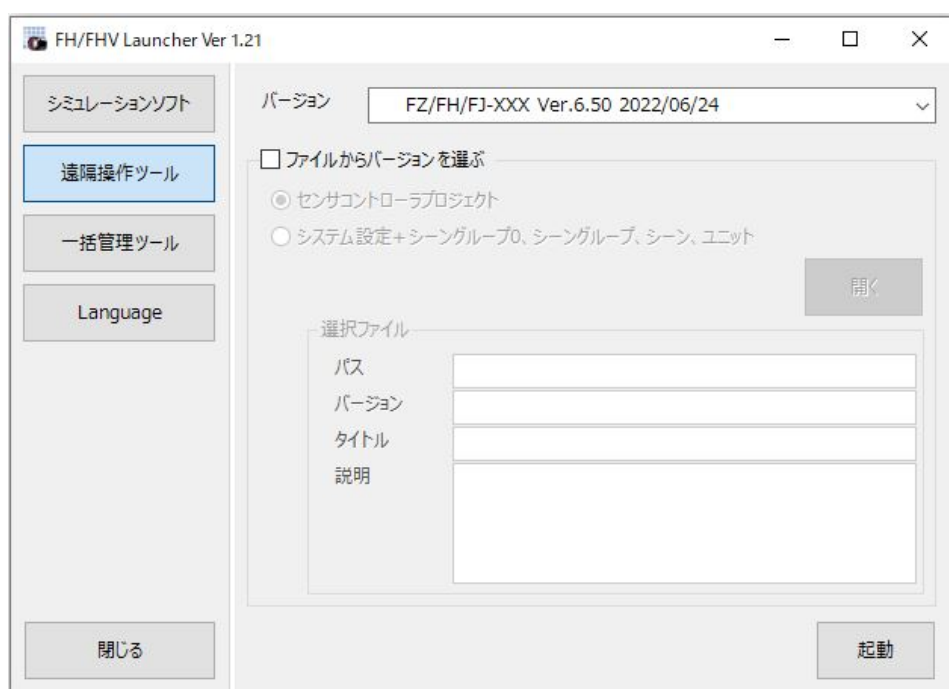 FH/FHV Launcher Ver 1.21
シミュレーションソフト
遠隔操作ツール
一括管理ツール
Language
閉じる
バージョン
FZ/FH/FJ-XXX Ver.6.50 2022/06/24
ファイルからバージョンを選ぶ
センサコントローラプロジェクト
システム設定+シーングループ0、シーングループ、シーン、ユニット
開く
選択ファイル
パス
バージョン
タイトル
説明
起動